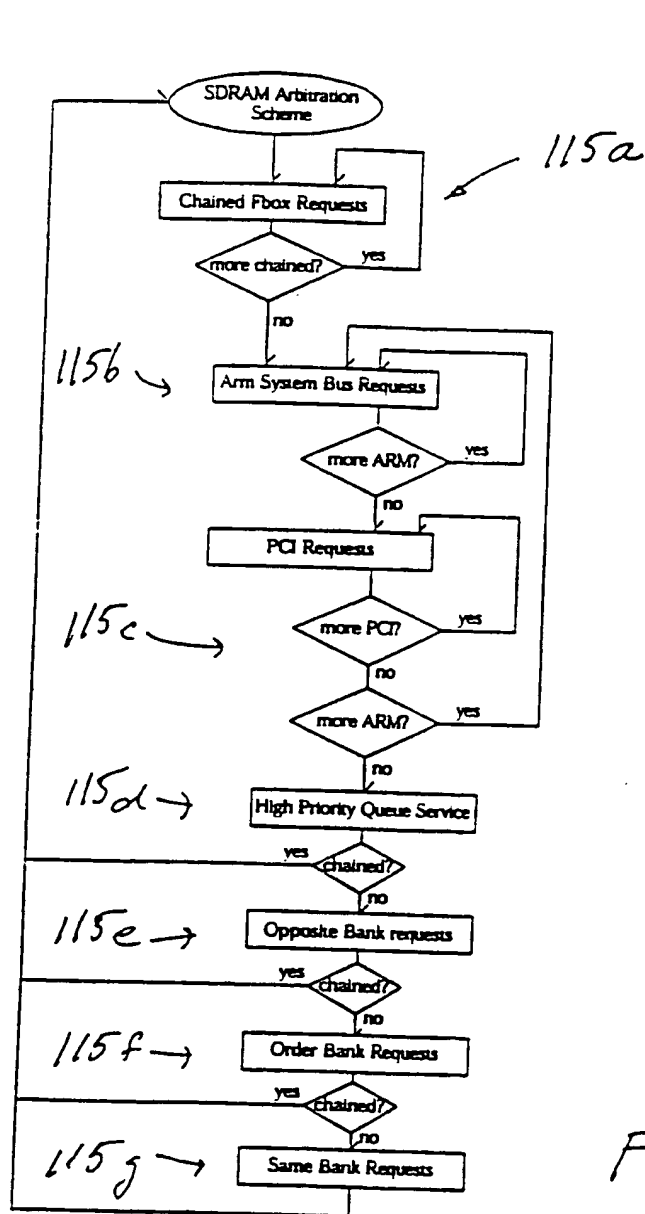 SDRAM Arbitration
Scheme
115a
Chained Fbox Requests
more chained?
yes
no
115b
Arm System Bus Requests
more ARM?
yes
no
PCI Requests
115c
more PCI?
yes
no
more ARM?
yes
no
115d
High Priority Queue Service
yes
chained?
no
115e
Opposite Bank requests
yes
chained?
no
115f
Order Bank Requests
yes
chained?
no
115g
Same Bank Requests
F